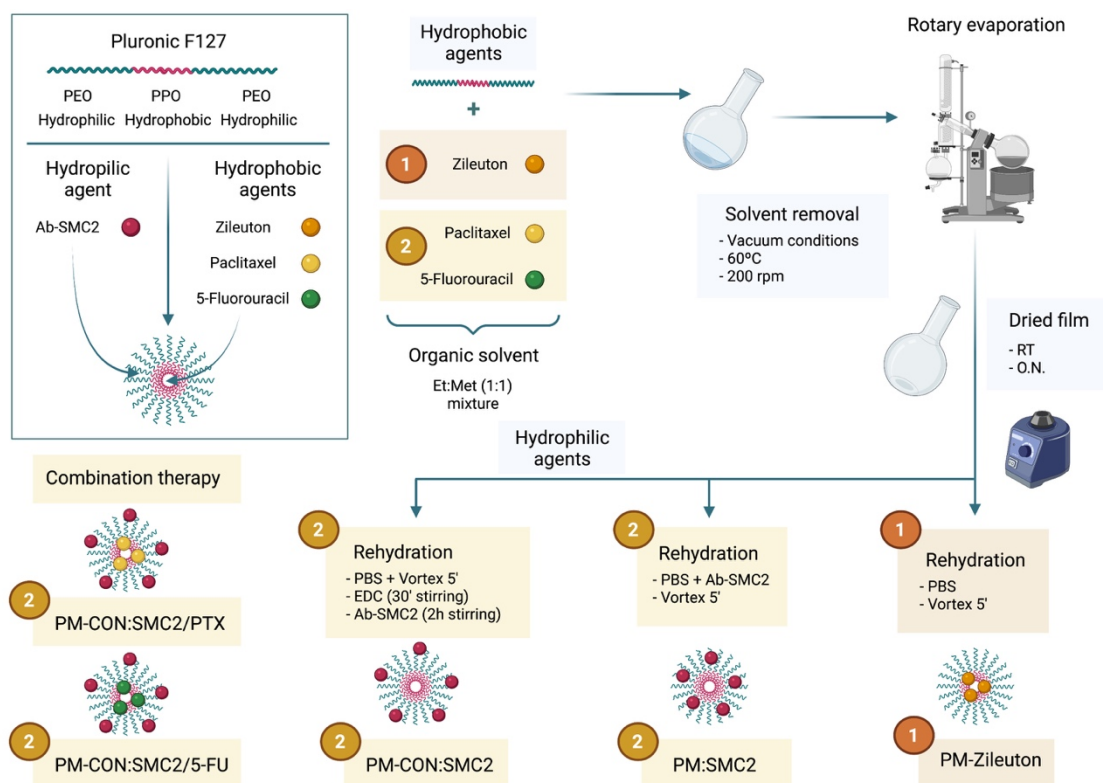 Pluronic F127
PEO
Hydrophilic
PPO
Hydrophobic
PEO
Hydrophilic
Hydropilic
agent
Ab-SMC2
Hydrophobic
agents
Zileuton
Paclitaxel
5-Fluorouracil
Hydrophobic
agents
+
1
Zileuton
2
Paclitaxel
5-Fluorouracil
Organic solvent
Et:Met (1:1)
mixture
Rotary evaporation
Solvent removal
- Vacuum conditions
- 60ºC
- 200 rpm
Dried film
- RT
- O.N.
Hydrophilic
agents
Combination therapy
2
PM-CON:SMC2/PTX
2
PM-CON:SMC2/5-FU
2
Rehydration
- PBS + Vortex 5'
- EDC (30' stirring)
- Ab-SMC2 (2h stirring)
2
PM-CON:SMC2
2
Rehydration
- PBS + Ab-SMC2
- Vortex 5'
2
PM:SMC2
1
Rehydration
- PBS
- Vortex 5'
1
PM-Zileuton